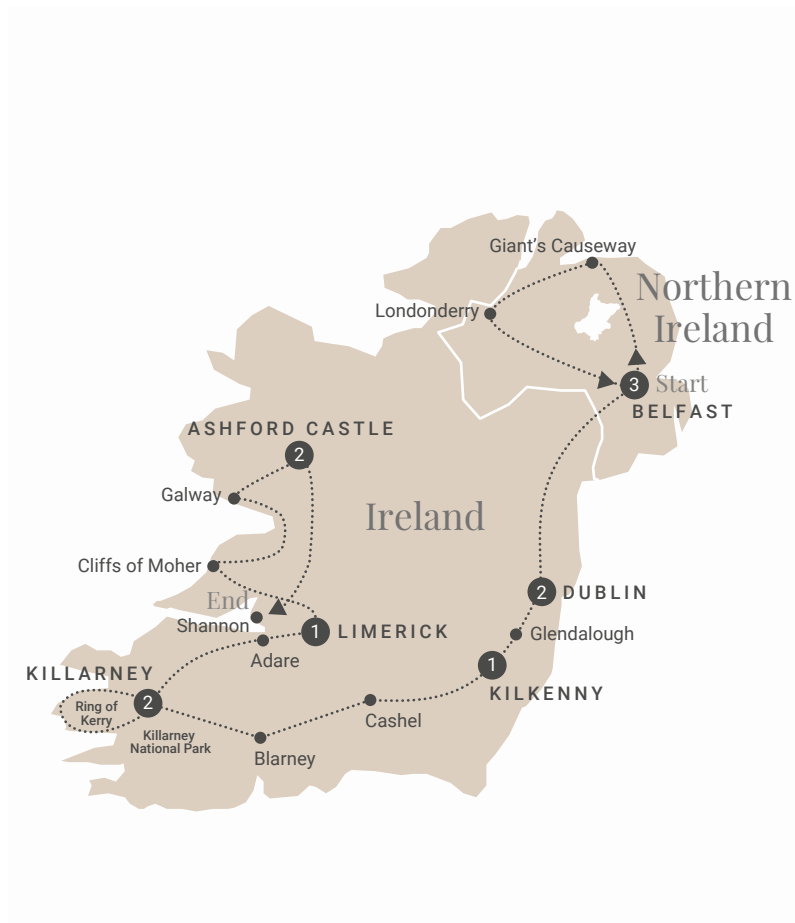 Giant’s Causeway
Northern
Ireland
Londonderry
3
Start
BELFAST
ASHFORD CASTLE
2
Galway
Ireland
Cliffs of Moher
End
Shannon
2
DUBLIN
1
LIMERICK
Glendalough
Adare
KILLARNEY
1
KILKENNY
2
Ring of
Kerry
Cashel
Killarney
National Park
Blarney